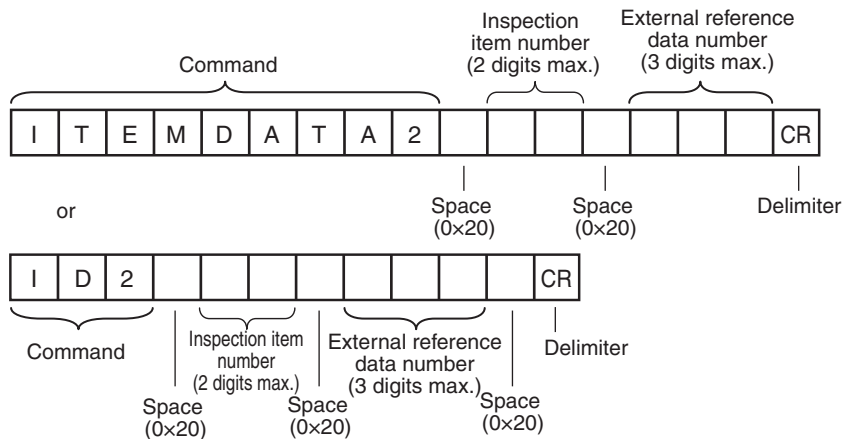 Command
Inspection
item number
(2 digits max.)
External reference
data number
(3 digits max.)
I T E M D A T A 2 CR
Space
(0×20)
Space
(0×20)
Delimiter
or
I D 2 CR
Command
Inspection item
number
(2 digits max.)
External reference
data number
(3 digits max.)
Delimiter
Space
(0×20)
Space
(0×20)
Space
(0×20)